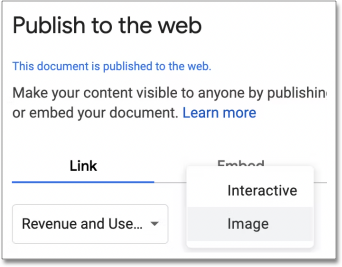 Publish to the web
This document is published to the web.
Make your content visible to anyone by publishin
or embed your document. Learn more
Link
Embed
Interactive
Revenue and Use...
Image